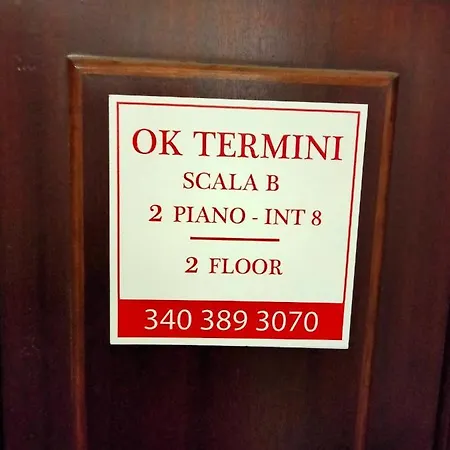 OK TERMINI
SCALA B
2 PIANO - INT 8
2 FLOOR
340 389 3070